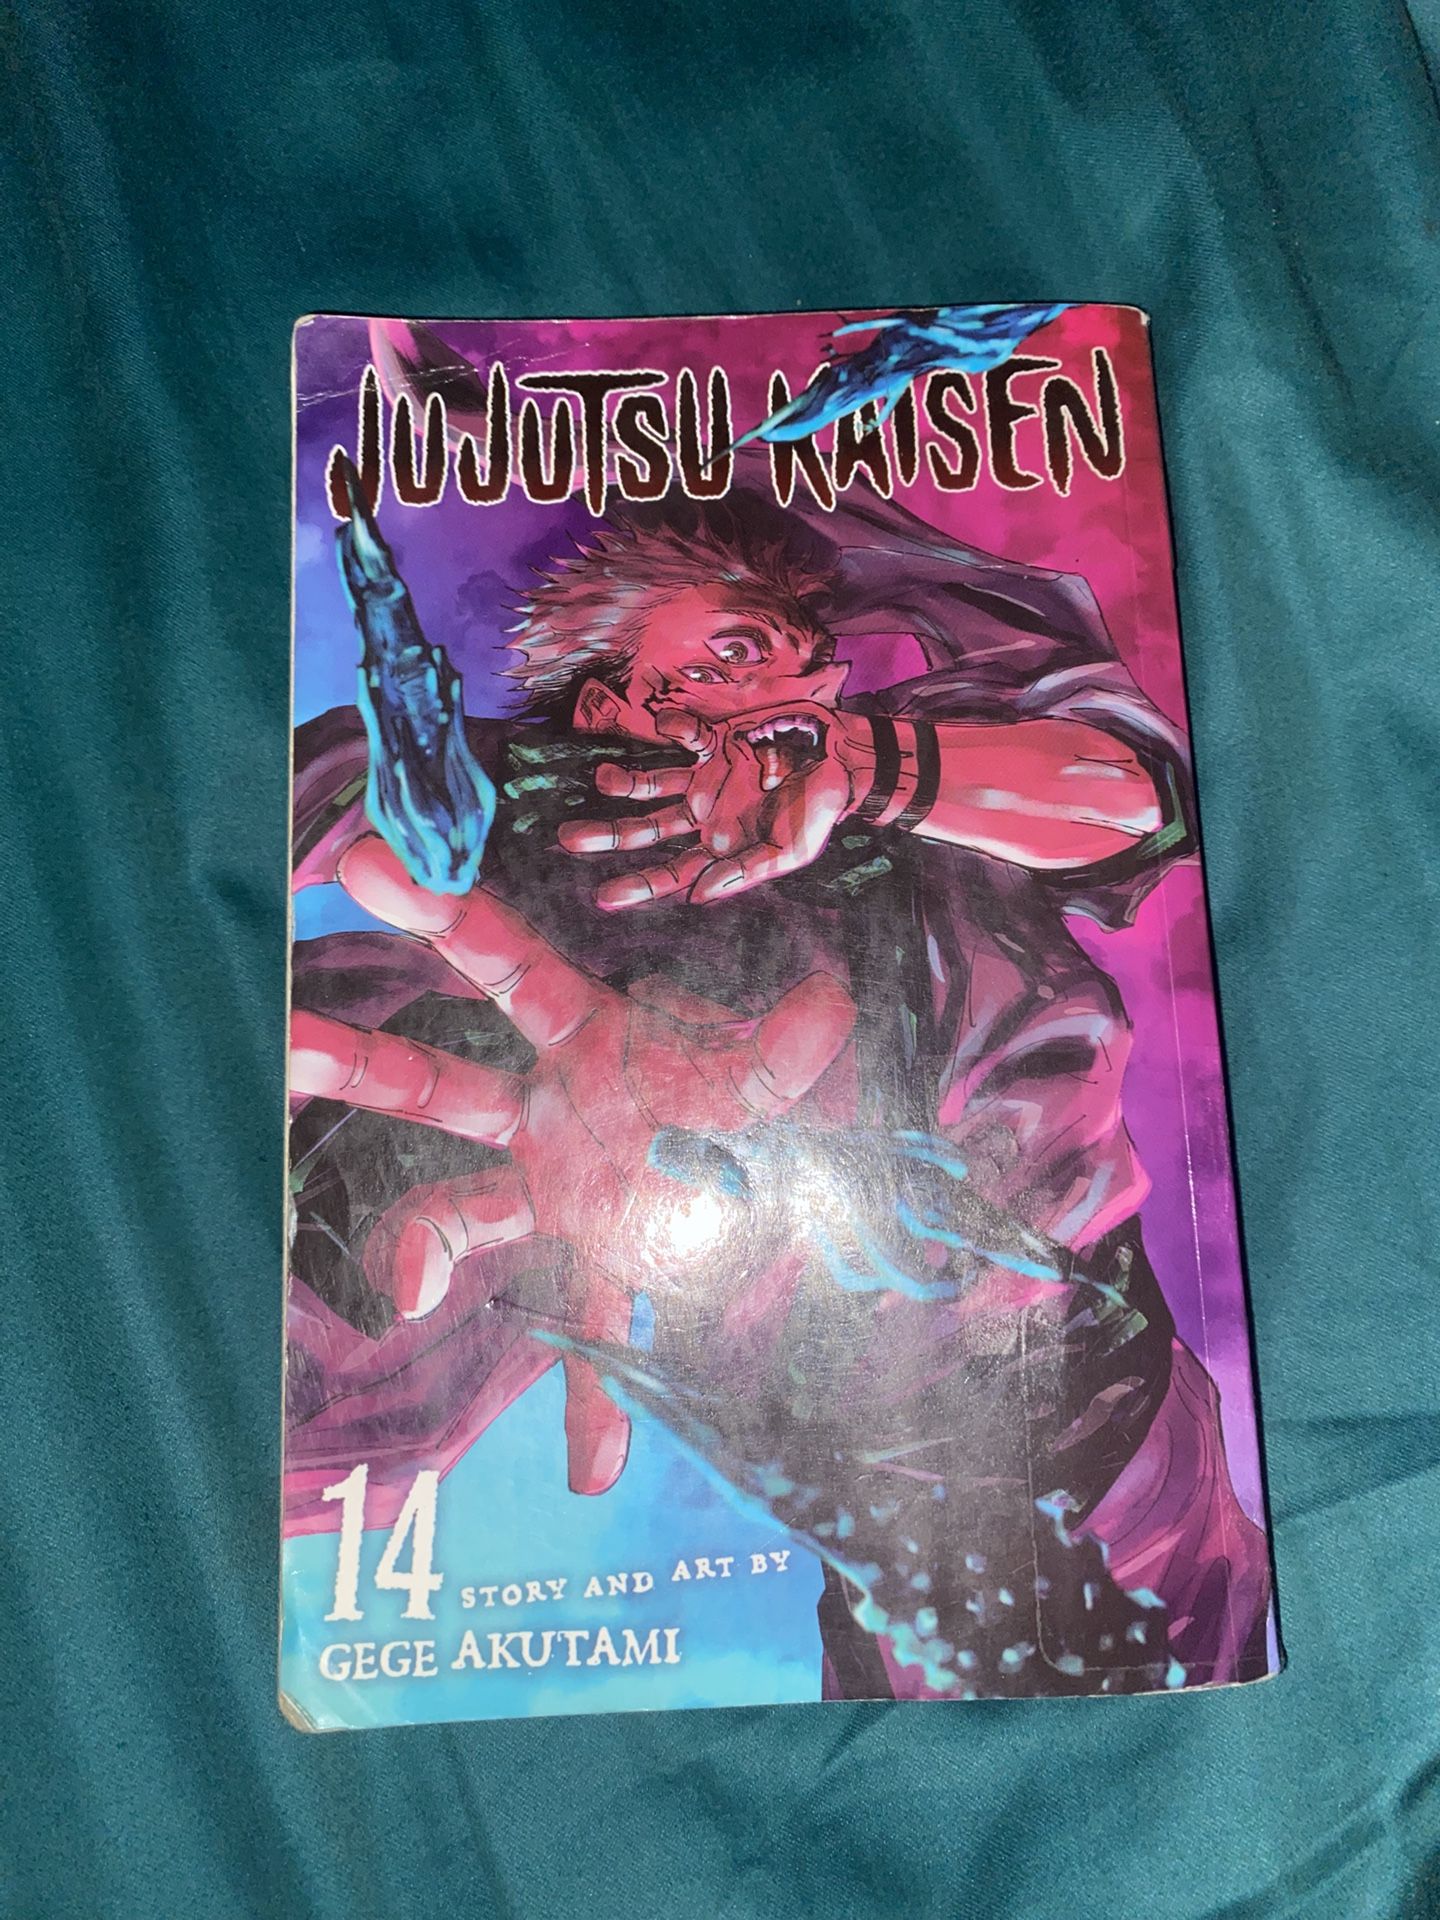 JUJUTSU KAISEN
14 STORY AND ART BY
GEGE AKUTAMI